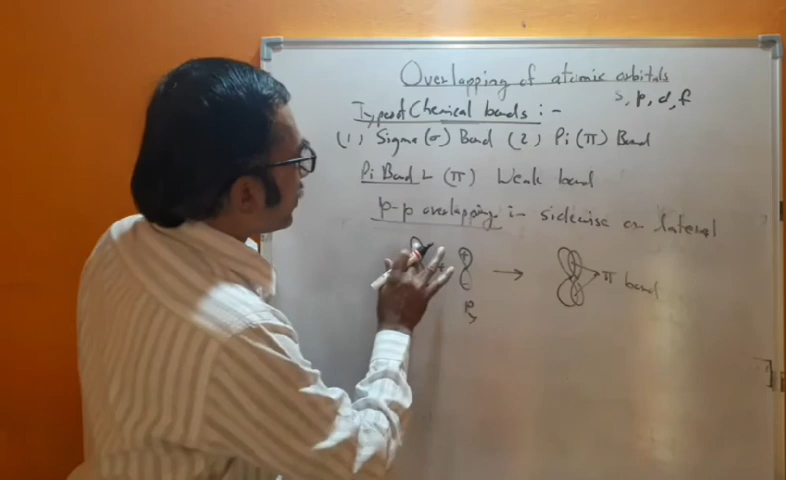 Overlapping of atomic orbitals
s, p, d, f
Types of Chemical bonds :-
(1) Sigma (σ) Bond (2) Pi (π) Bond
Pi Bond :- (π) Weak bond
p-p overlapping :- sidewise or lateral
+ → π bond